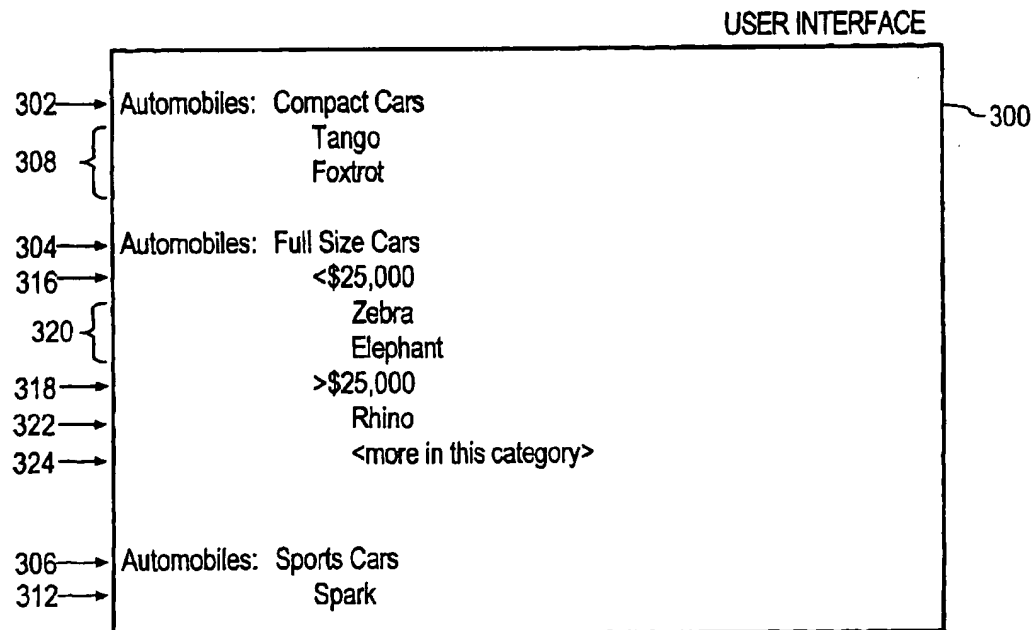 USER INTERFACE
300
302 Automobiles: Compact Cars
308 Tango
Foxtrot
304 Automobiles: Full Size Cars
316 <$25,000
320 Zebra
Elephant
318 >$25,000
322 Rhino
324 <more in this category>
306 Automobiles: Sports Cars
312 Spark